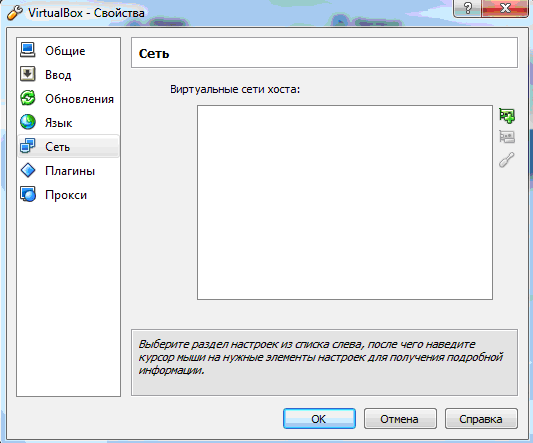 VirtualBox - Свойства
Общие
Ввод
Обновления
Язык
Сеть
Плагины
Прокси
Сеть
Виртуальные сети хоста:
Выберите раздел настроек из списка слева, после чего наведите
курсор мыши на нужные элементы настроек для получения подробной
информации.
OK
Отмена
Справка